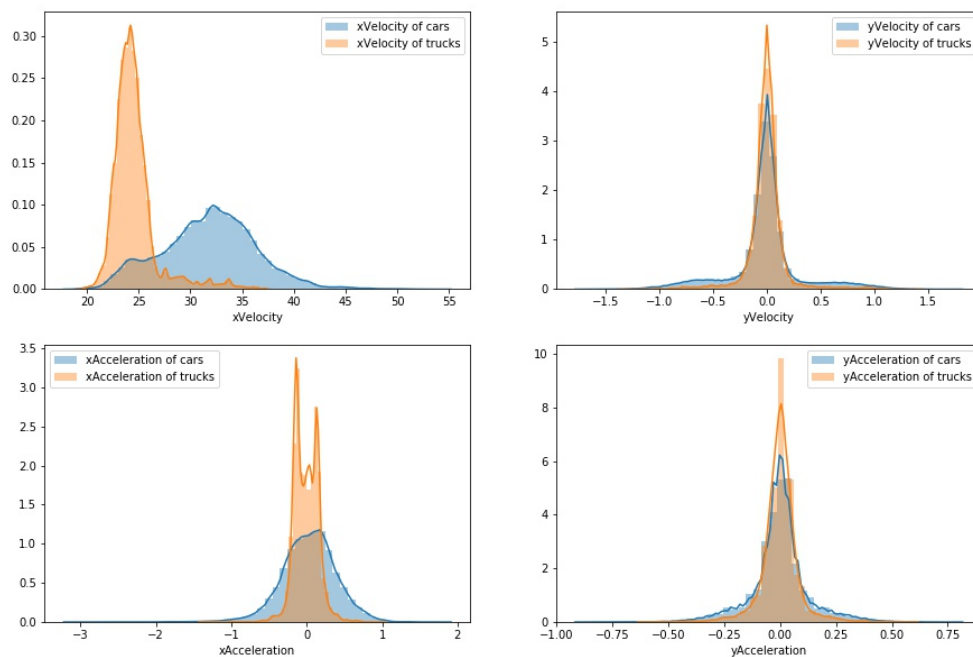 xVelocity of cars
xVelocity of trucks
0.30
0.25
0.20
0.15
0.10
0.05
0.00
20 25 30 35 40 45 50 55
xVelocity
yVelocity of cars
yVelocity of trucks
5
4
3
2
1
0
−1.5 −1.0 −0.5 0.0 0.5 1.0 1.5
yVelocity
xAcceleration of cars
xAcceleration of trucks
3.5
3.0
2.5
2.0
1.5
1.0
0.5
0.0
−3 −2 −1 0 1 2
xAcceleration
yAcceleration of cars
yAcceleration of trucks
10
8
6
4
2
0
−1.00 −0.75 −0.50 −0.25 0.00 0.25 0.50 0.75
yAcceleration